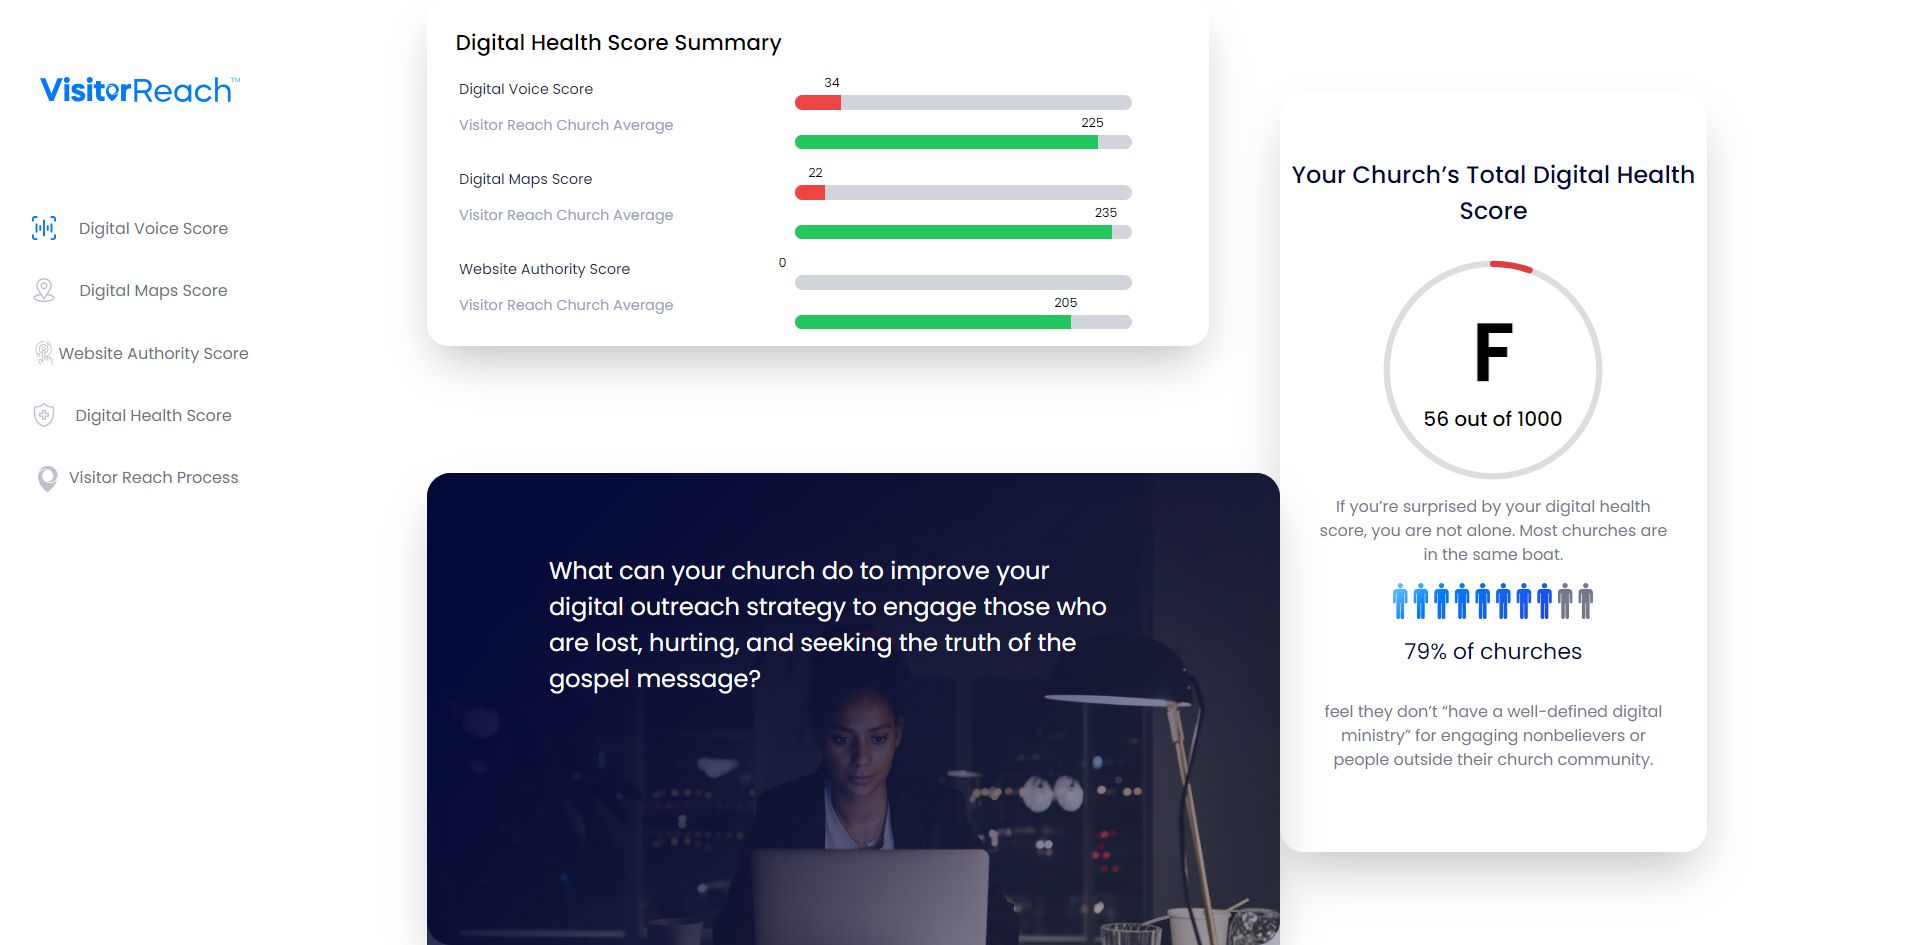 VisitorReach™
Digital Voice Score
Digital Maps Score
Website Authority Score
Digital Health Score
Visitor Reach Process
Digital Health Score Summary
Digital Voice Score
34
Visitor Reach Church Average
225
Digital Maps Score
22
Visitor Reach Church Average
235
Website Authority Score
0
Visitor Reach Church Average
205
What can your church do to improve your
digital outreach strategy to engage those who
are lost, hurting, and seeking the truth of the
gospel message?
Your Church’s Total Digital Health
Score
F
56 out of 1000
If you’re surprised by your digital health
score, you are not alone. Most churches are
in the same boat.
79% of churches
feel they don’t “have a well-defined digital
ministry” for engaging nonbelievers or
people outside their church community.